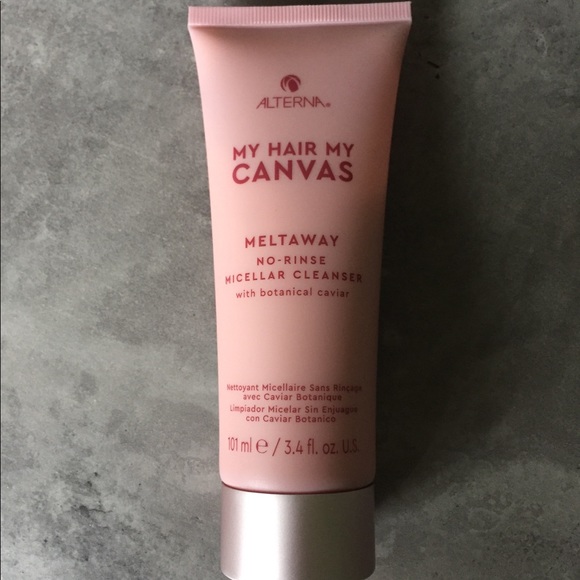 ALTERNA®
MY HAIR MY
CANVAS
MELTAWAY
NO-RINSE
MICELLAR CLEANSER
with botanical caviar
Nettoyant Micellaire Sans Rinçage
avec Caviar Botanique
Limpiador Micelar Sin Enjuague
con Caviar Botanico
101 ml e / 3.4 fl. oz. U.S.